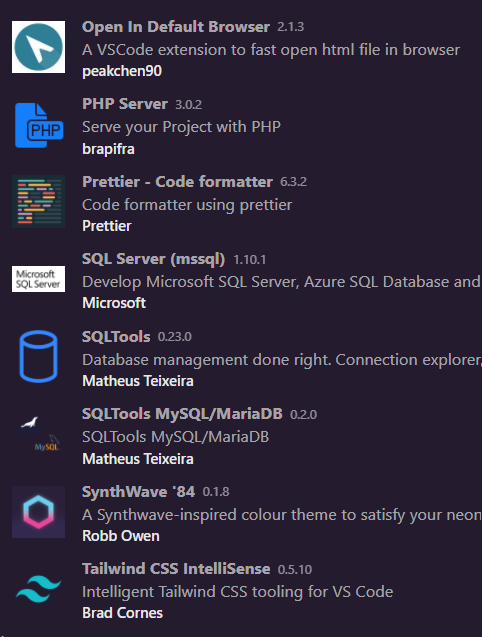 Open In Default Browser 2.1.3
A VSCode extension to fast open html file in browser
peakchen90
PHP
PHP Server 3.0.2
Serve your Project with PHP
brapifra
Prettier - Code formatter 6.3.2
Code formatter using prettier
Prettier
Microsoft
SQL Server
SQL Server (mssql) 1.10.1
Develop Microsoft SQL Server, Azure SQL Database and
Microsoft
SQLTools 0.23.0
Database management done right. Connection explorer,
Matheus Teixeira
MySQL
SQLTools MySQL/MariaDB 0.2.0
SQLTools MySQL/MariaDB
Matheus Teixeira
SynthWave '84 0.1.8
A Synthwave-inspired colour theme to satisfy your neon
Robb Owen
Tailwind CSS IntelliSense 0.5.10
Intelligent Tailwind CSS tooling for VS Code
Brad Cornes